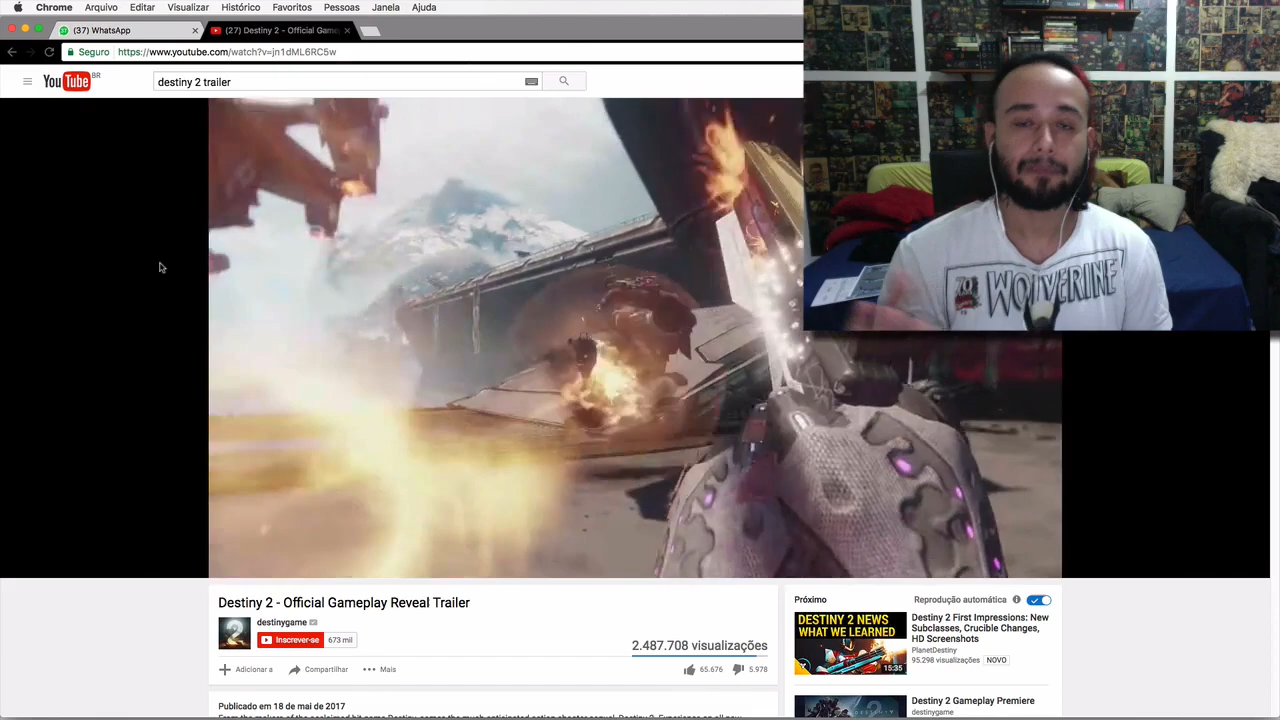 Chrome Arquivo Editar Visualizar Histórico Favoritos Pessoas Janela Ajuda
(37) WhatsApp
(27) Destiny 2 - Official Game
Seguro
https://www.youtube.com/watch?v=jn1dML6RC5w
YouTube BR
destiny 2 trailer
WOLVERINE
Destiny 2 - Official Gameplay Reveal Trailer
destinygame
Inscrever-se 673 mil
2.487.708 visualizações
Adicionar a Compartilhar Mais
65.676 5.978
Publicado em 18 de mai de 2017
Próximo
Reprodução automática
DESTINY 2 NEWS
WHAT WE LEARNED
15:35
Destiny 2 First Impressions: New
Subclasses, Crucible Changes,
HD Screenshots
PlanetDestiny
95.298 visualizações NOVO
Destiny 2 Gameplay Premiere
destinygame